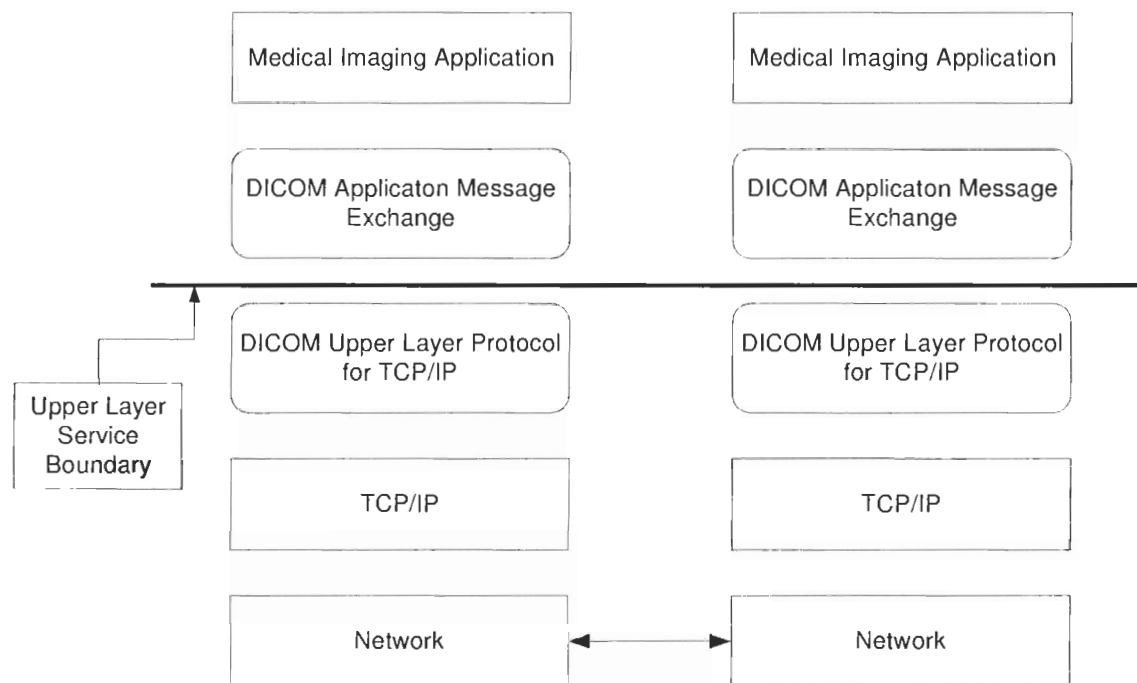 Medical Imaging Application
Medical Imaging Application
DICOM Applicaton Message
Exchange
DICOM Applicaton Message
Exchange
DICOM Upper Layer Protocol
for TCP/IP
DICOM Upper Layer Protocol
for TCP/IP
Upper Layer
Service
Boundary
TCP/IP
TCP/IP
Network
Network